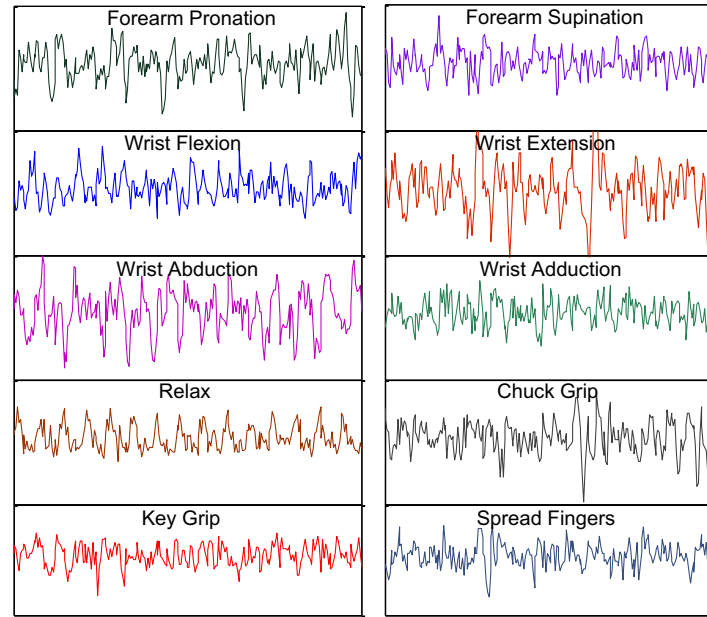 Forearm Pronation
Forearm Supination
Wrist Flexion
Wrist Extension
Wrist Abduction
Wrist Adduction
Relax
Chuck Grip
Key Grip
Spread Fingers